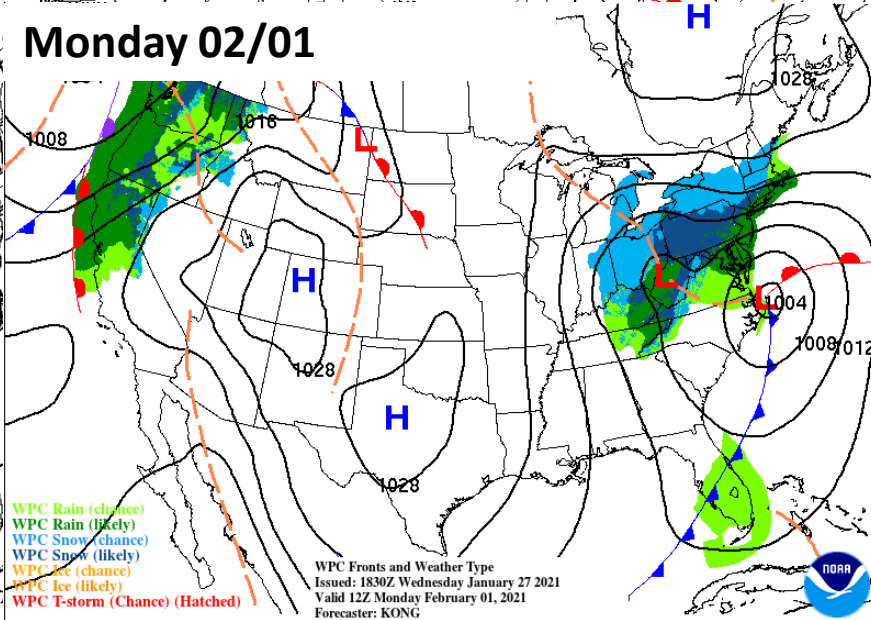 Monday 02/01
H
1028
1008
1016
L
H
L
L
1004
1008
1012
1028
H
1028
WPC Rain (chance)
WPC Rain (likely)
WPC Snow (chance)
WPC Snow (likely)
WPC Ice (chance)
WPC Ice (likely)
WPC T-storm (Chance) (Hatched)
WPC Fronts and Weather Type
Issued: 1830Z Wednesday January 27 2021
Valid 12Z Monday February 01, 2021
Forecaster: KONG
NOAA